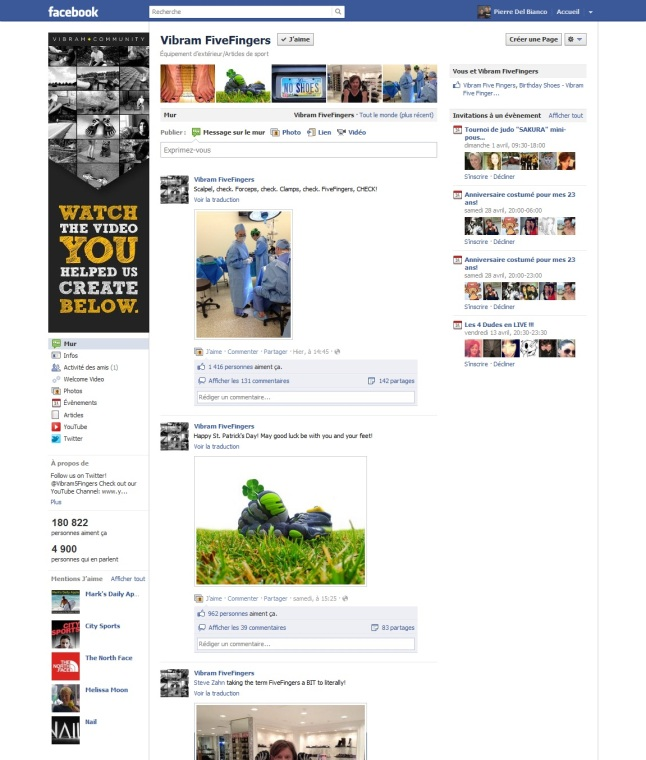 facebook
Recherche
Pierre Del Bianco Accueil
VIBRAM COMMUNITY
WATCH
THE VIDEO
YOU
HELPED US
CREATE
BELOW.
Mur
Infos
Activité des amis (1)
Welcome Video
Photos
Évènements
Articles
YouTube
Twitter
À propos de
Follow us on Twitter!
@Vibram5Fingers Check out our
YouTube Channel: www.y...
Plus
180 822
personnes aiment ça
4 900
personnes qui en parlent
Mentions J'aime Afficher tout
Mark's Daily Ap...
City Sports
CITY SPORTS
The North Face
THE NORTH FACE
Melissa Moon
Nail
NAIL
Vibram FiveFingers
J'aime
Équipement d'extérieur/Articles de sport
NO SHOES
Mur
Vibram FiveFingers · Tout le monde (plus récent)
Publier : Message sur le mur Photo Lien Vidéo
Exprimez-vous
Vibram FiveFingers
Scalpel, check. Forceps, check. Clamps, check. FiveFingers, CHECK!
Voir la traduction
J'aime · Commenter · Partager · Hier, à 14:45 ·
1 416 personnes aiment ça.
Afficher les 131 commentaires 142 partages
Rédiger un commentaire...
Vibram FiveFingers
Happy St. Patrick's Day! May good luck be with you and your feet!
Voir la traduction
J'aime · Commenter · Partager · samedi, à 15:25 ·
962 personnes aiment ça.
Afficher les 39 commentaires 83 partages
Rédiger un commentaire...
Vibram FiveFingers
Steve Zahn taking the term FiveFingers a BIT to literally!
Voir la traduction
Créer une Page
Vous et Vibram FiveFingers
Vibram Five Fingers, Birthday Shoes - Vibram
Five Finger...
Invitations à un évènement Afficher tout
Tournoi de judo "SAKURA" mini-
pous...
dimanche 1 avril, 09:30-18:00
S'inscrire · Décliner
Anniversaire costumé pour mes 23
ans!
samedi 28 avril, 20:00-06:00
S'inscrire · Décliner
Anniversaire costumé pour mes 23
ans!
samedi 28 avril, 20:00-23:00
S'inscrire · Décliner
Les 4 Dudes en LIVE !!!
vendredi 13 avril, 20:00-23:30
S'inscrire · Décliner